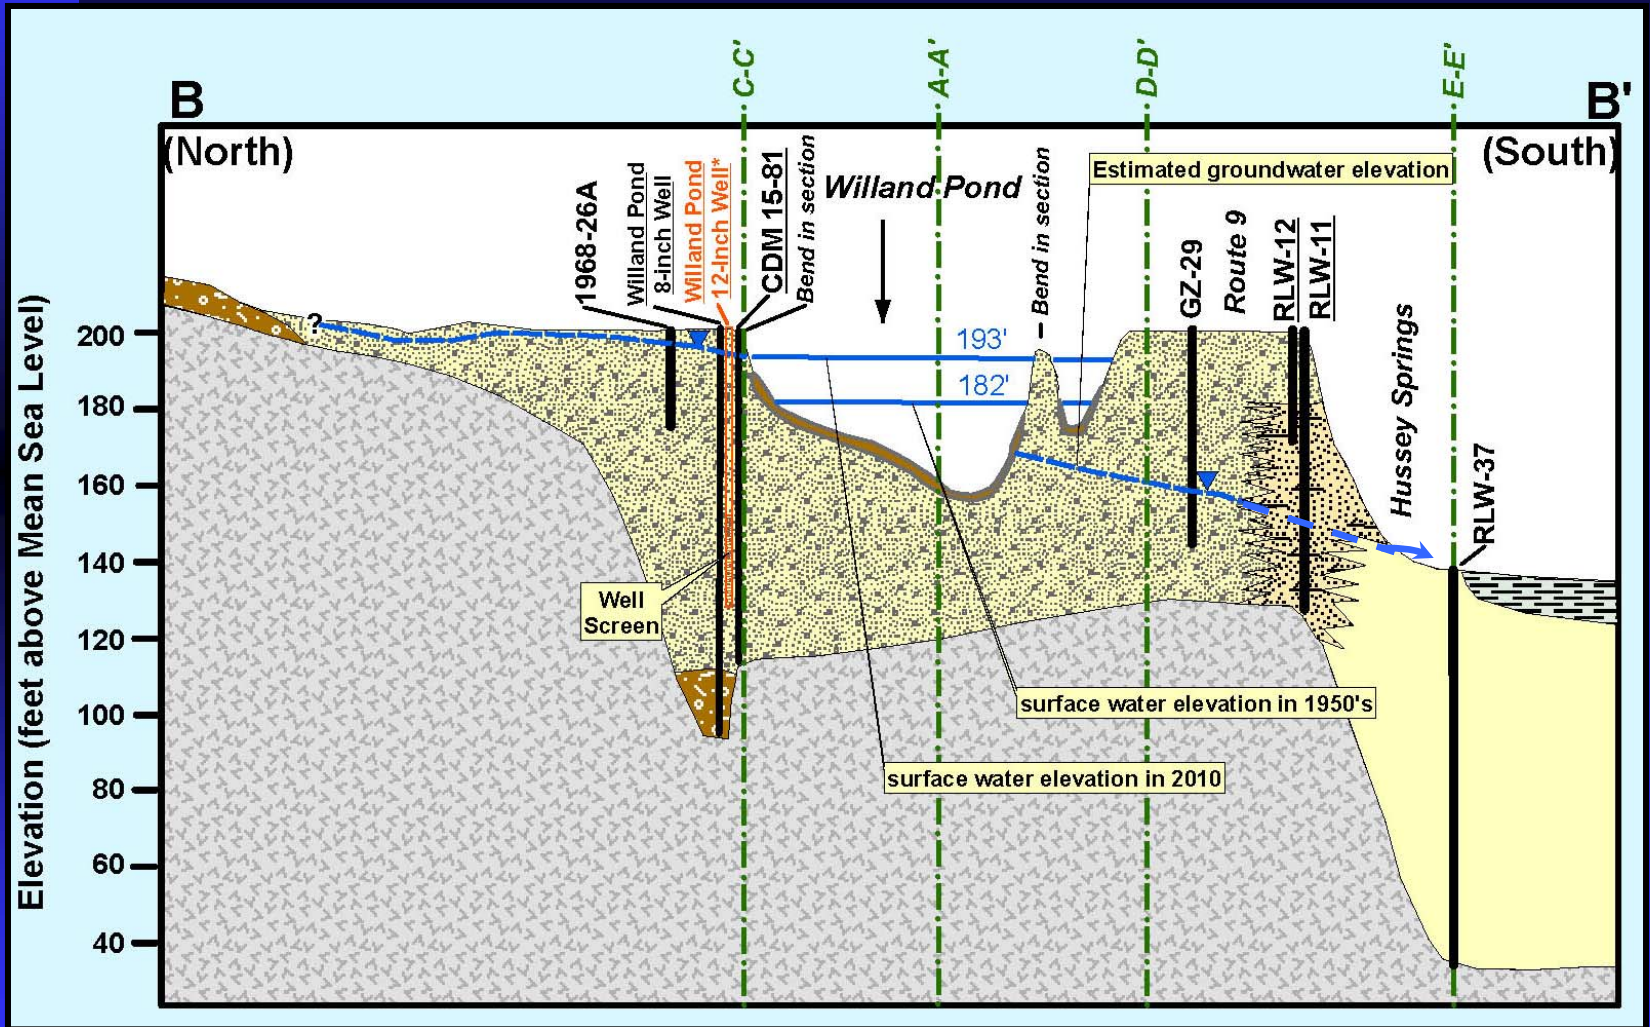 B
B'
(North)
(South)
C-C'
A-A'
D-D'
E-E'
1968-26A
Willand Pond
8-inch Well
Willand Pond
12-Inch Well*
CDM 15-81
Bend in section
Willand Pond
Bend in section
Estimated groundwater elevation
GZ-29
Route 9
RLW-12
RLW-11
Hussey Springs
RLW-37
?
193'
182'
Well
Screen
surface water elevation in 1950's
surface water elevation in 2010
Elevation (feet above Mean Sea Level)
200
180
160
140
120
100
80
60
40